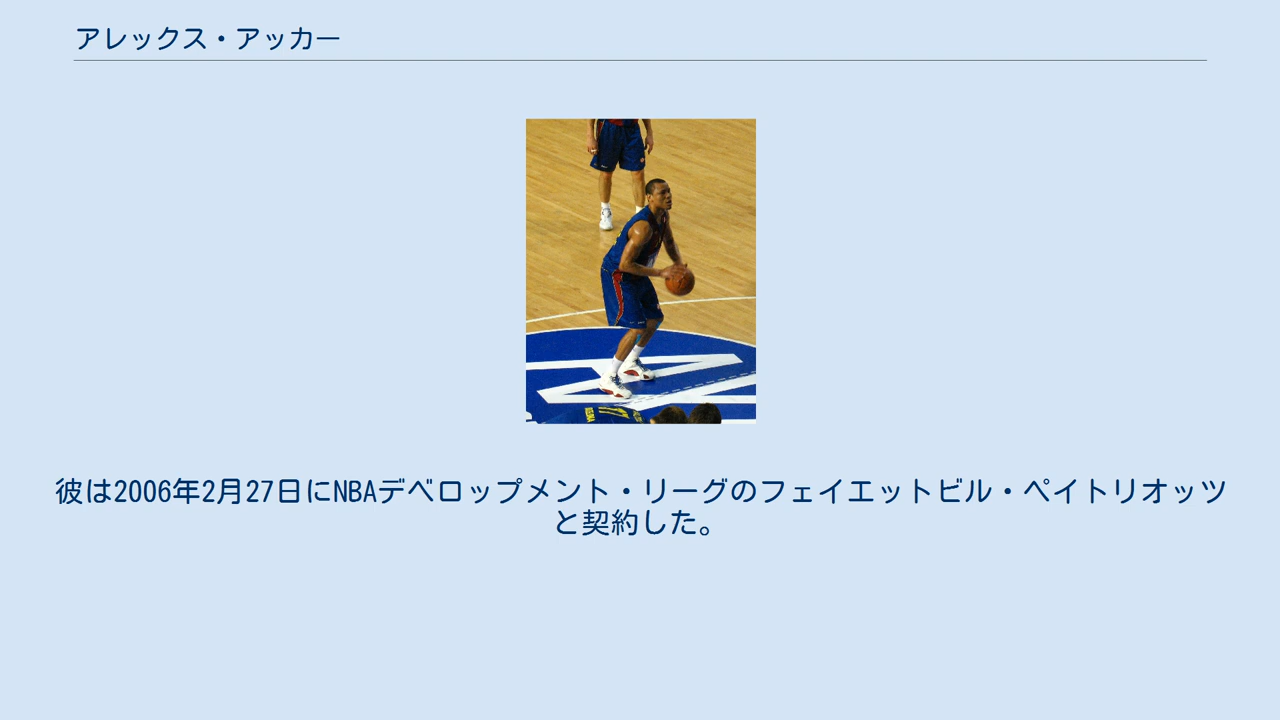 アレックス・アッカー
彼は2006年2月27日にNBAデベロップメント・リーグのフェイエットビル・ペイトリオッツ
と契約した。